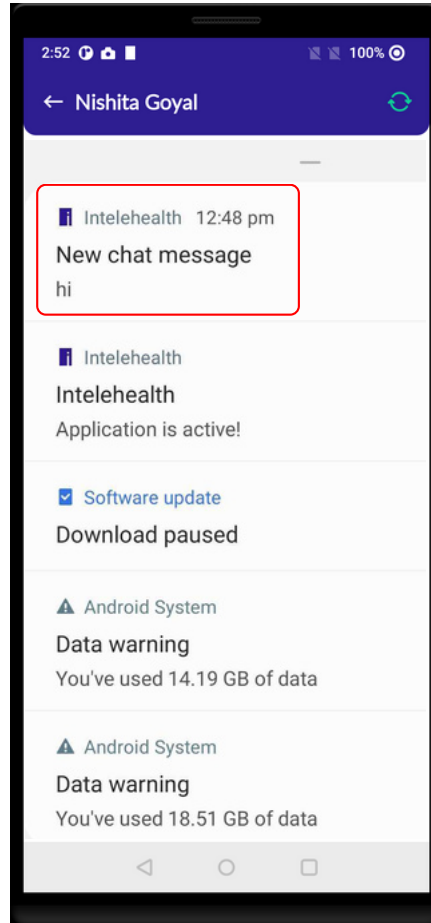 2:52 100%
← Nishita Goyal
Intelehealth 12:48 pm
New chat message
hi
Intelehealth
Intelehealth
Application is active!
Software update
Download paused
Android System
Data warning
You've used 14.19 GB of data
Android System
Data warning
You've used 18.51 GB of data